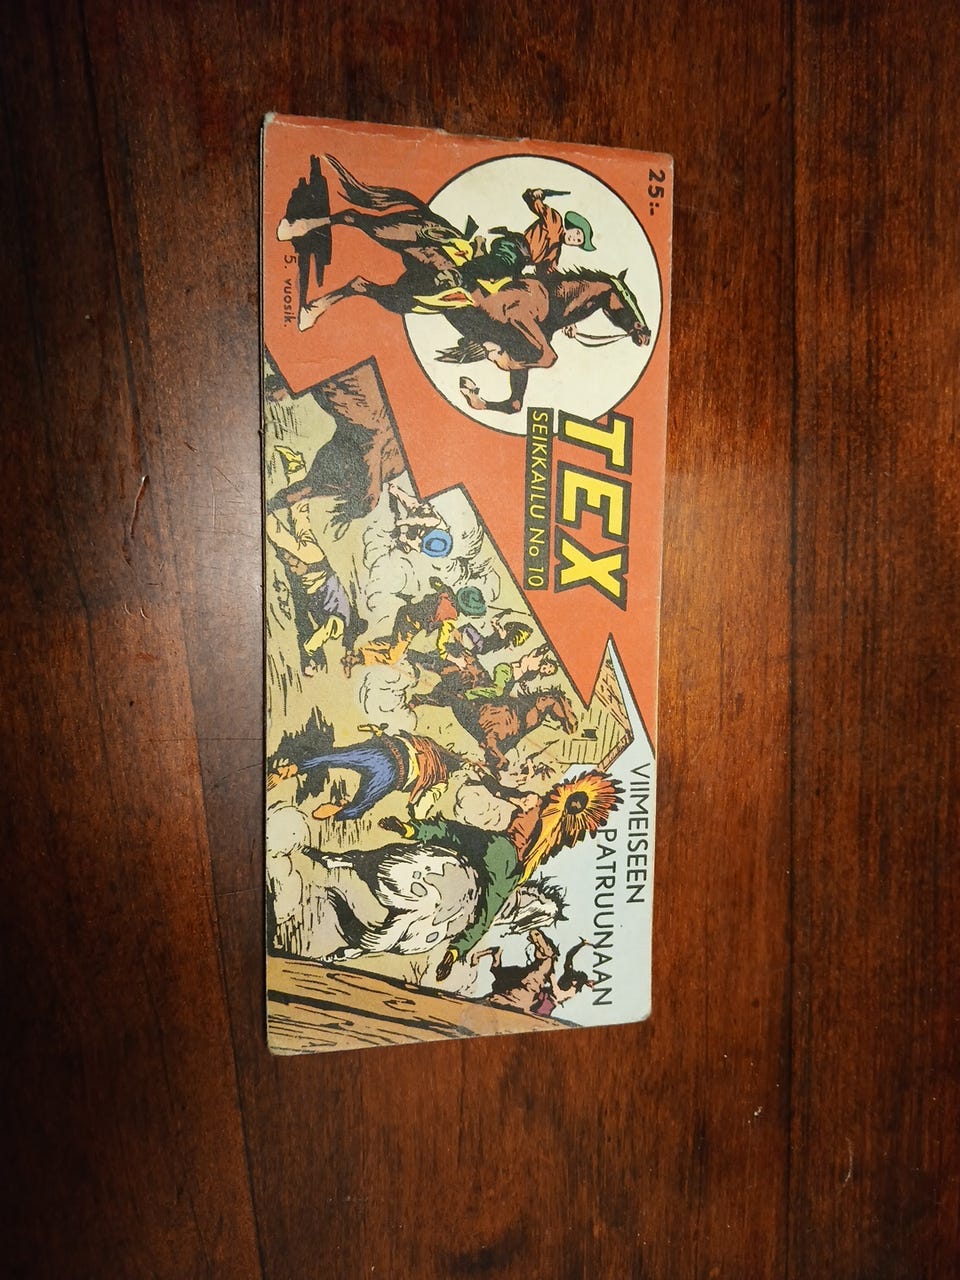 25:-
5. vuosik.
TEX
SEIKKAILU No 10
VIIMEISEEN
PATRUUNAAN